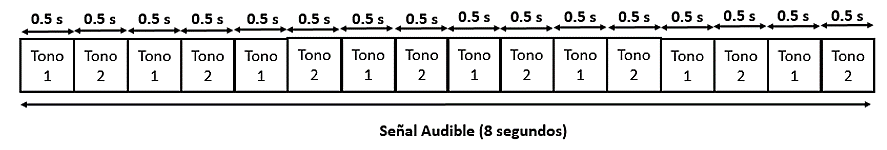 0.5 s 0.5 s 0.5 s 0.5 s 0.5 s 0.5 s 0.5 s 0.5 s 0.5 s 0.5 s 0.5 s 0.5 s 0.5 s 0.5 s 0.5 s 0.5 s
Tono Tono Tono Tono Tono Tono Tono Tono Tono Tono Tono Tono Tono Tono Tono Tono
1 2 1 2 1 2 1 2 1 2 1 2 1 2 1 2
Señal Audible (8 segundos)